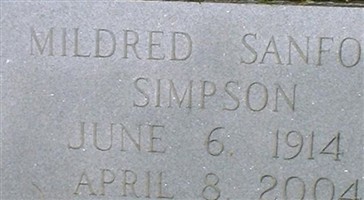 MILDRED SANFO
SIMPSON
JUNE 6, 1914
APRIL 8, 2004